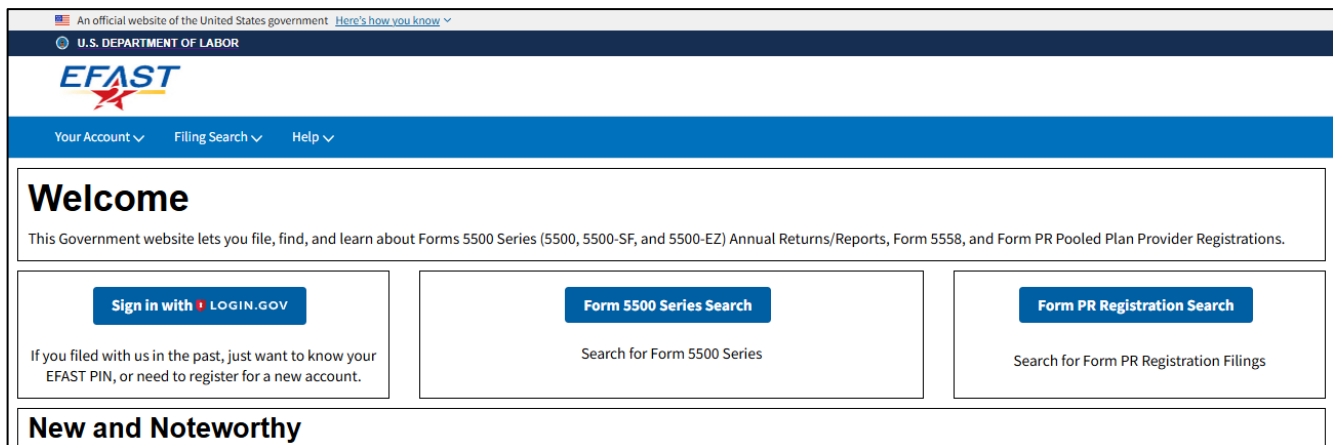 An official website of the United States government Here's how you know
U.S. DEPARTMENT OF LABOR
EFAST
Your Account Filing Search Help
Welcome
This Government website lets you file, find, and learn about Forms 5500 Series (5500, 5500-SF, and 5500-EZ) Annual Returns/Reports, Form 5558, and Form PR Pooled Plan Provider Registrations.
Sign in with LOGIN.GOV
If you filed with us in the past, just want to know your
EFAST PIN, or need to register for a new account.
Form 5500 Series Search
Search for Form 5500 Series
Form PR Registration Search
Search for Form PR Registration Filings
New and Noteworthy